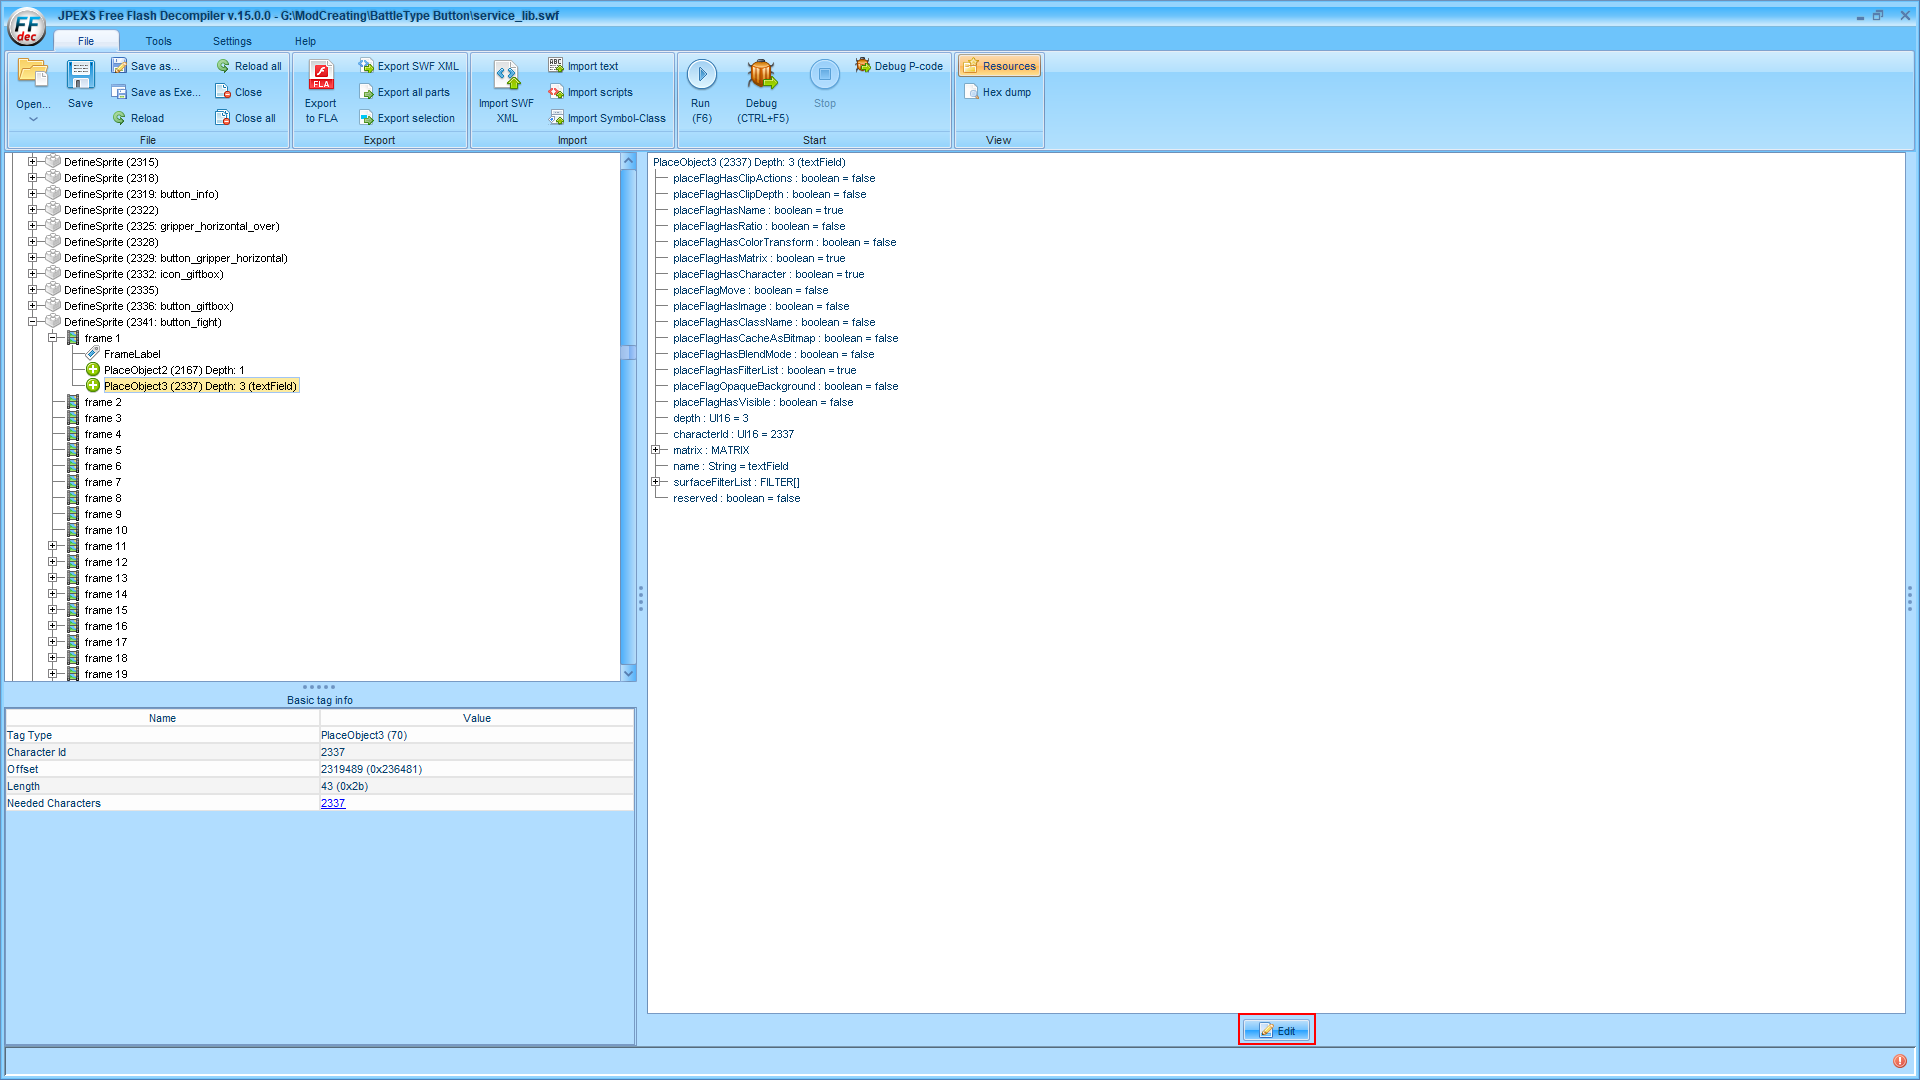 JPEXS Free Flash Decompiler v.15.0.0 - G:\ModCreating\BattleType Button\service_lib.swf
FF
dec
File Tools Settings Help
Open... Save Save as... Reload all
Save as Exe... Close
Reload Close all
File
FLA
Export
to FLA
Export SWF XML
Export all parts
Export selection
Export
Import SWF
XML
ABC Import text
Import scripts
Import Symbol-Class
Import
Run
(F6)
Debug
(CTRL+F5)
Stop
Debug P-code
Start
Resources
Hex dump
View
DefineSprite (2315)
DefineSprite (2318)
DefineSprite (2319: button_info)
DefineSprite (2322)
DefineSprite (2325: gripper_horizontal_over)
DefineSprite (2328)
DefineSprite (2329: button_gripper_horizontal)
DefineSprite (2332: icon_giftbox)
DefineSprite (2335)
DefineSprite (2336: button_giftbox)
DefineSprite (2341: button_fight)
frame 1
FrameLabel
PlaceObject2 (2167) Depth: 1
PlaceObject3 (2337) Depth: 3 (textField)
frame 2
frame 3
frame 4
frame 5
frame 6
frame 7
frame 8
frame 9
frame 10
frame 11
frame 12
frame 13
frame 14
frame 15
frame 16
frame 17
frame 18
frame 19
Basic tag info
Name Value
Tag Type PlaceObject3 (70)
Character Id 2337
Offset 2319489 (0x236481)
Length 43 (0x2b)
Needed Characters 2337
PlaceObject3 (2337) Depth: 3 (textField)
placeFlagHasClipActions : boolean = false
placeFlagHasClipDepth : boolean = false
placeFlagHasName : boolean = true
placeFlagHasRatio : boolean = false
placeFlagHasColorTransform : boolean = false
placeFlagHasMatrix : boolean = true
placeFlagHasCharacter : boolean = true
placeFlagMove : boolean = false
placeFlagHasImage : boolean = false
placeFlagHasClassName : boolean = false
placeFlagHasCacheAsBitmap : boolean = false
placeFlagHasBlendMode : boolean = false
placeFlagHasFilterList : boolean = true
placeFlagOpaqueBackground : boolean = false
placeFlagHasVisible : boolean = false
depth : UI16 = 3
characterId : UI16 = 2337
matrix : MATRIX
name : String = textField
surfaceFilterList : FILTER[]
reserved : boolean = false
Edit